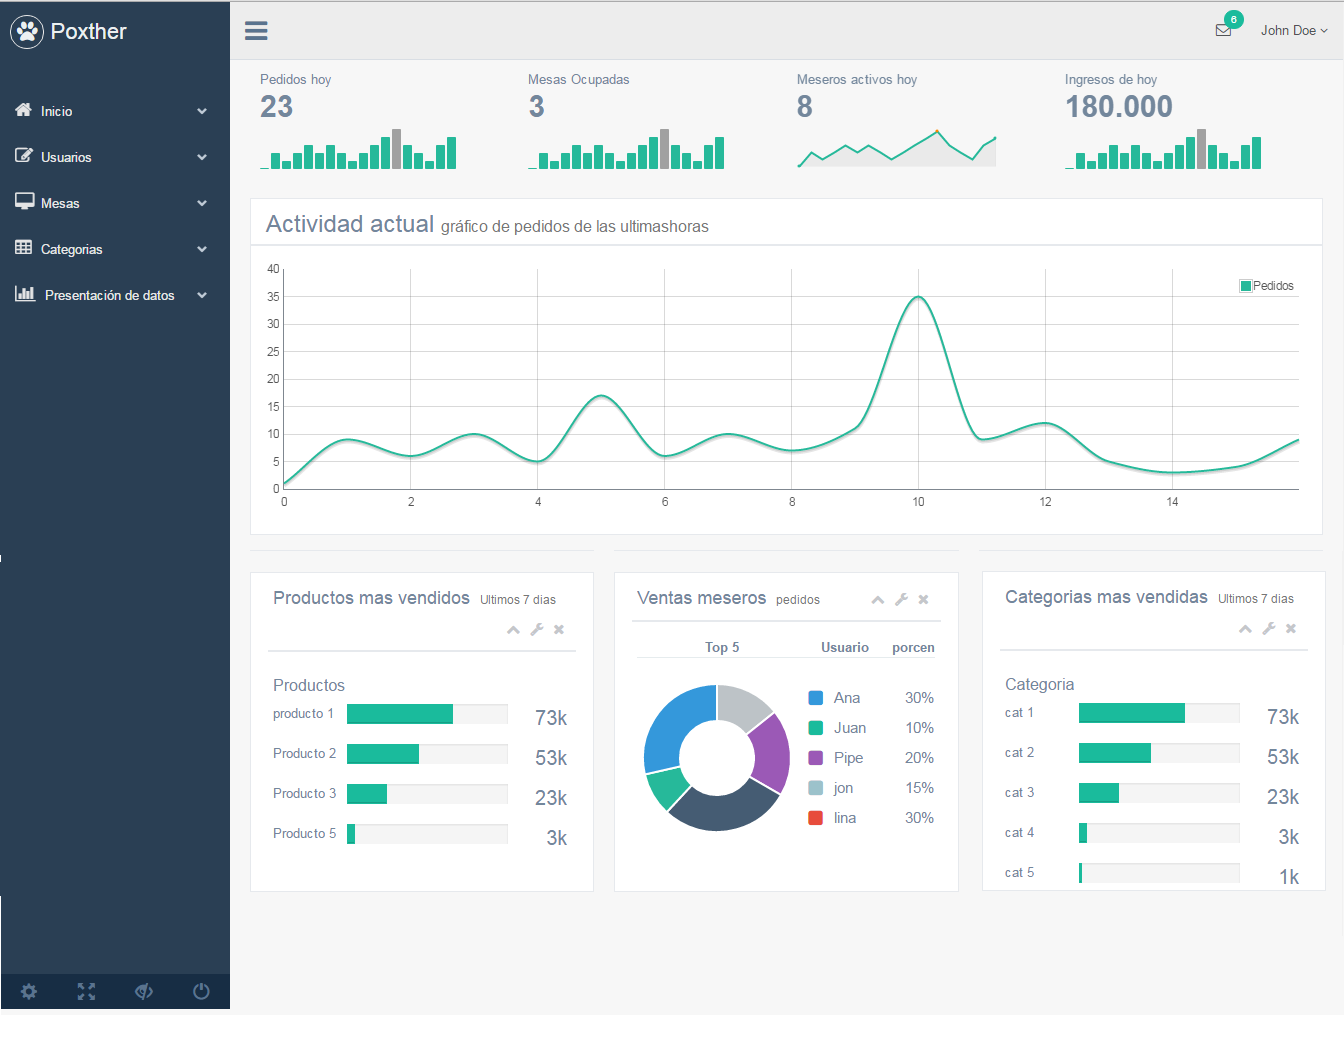 Poxther
6
John Doe
Inicio
Usuarios
Mesas
Categorias
Presentación de datos
Pedidos hoy
23
Mesas Ocupadas
3
Meseros activos hoy
8
Ingresos de hoy
180.000
Actividad actual gráfico de pedidos de las ultimashoras
Pedidos
40
35
30
25
20
15
10
5
0
0 2 4 6 8 10 12 14
Productos mas vendidos Ultimos 7 dias
Productos
producto 1 73k
Producto 2 53k
Producto 3 23k
Producto 5 3k
Ventas meseros pedidos
Top 5 Usuario porcen
Ana 30%
Juan 10%
Pipe 20%
jon 15%
lina 30%
Categorias mas vendidas Ultimos 7 dias
Categoria
cat 1 73k
cat 2 53k
cat 3 23k
cat 4 3k
cat 5 1k